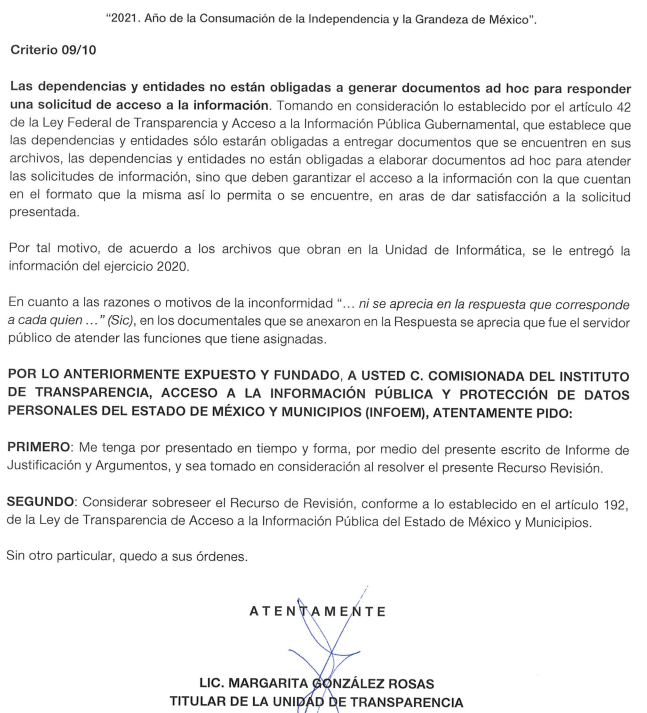 “2021. Año de la Consumación de la Independencia y la Grandeza de México”.
Criterio 09/10
Las dependencias y entidades no están obligadas a generar documentos ad hoc para responder
una solicitud de acceso a la información. Tomando en consideración lo establecido por el artículo 42
de la Ley Federal de Transparencia y Acceso a la Información Pública Gubernamental, que establece que
las dependencias y entidades sólo estarán obligadas a entregar documentos que se encuentren en sus
archivos, las dependencias y entidades no están obligadas a elaborar documentos ad hoc para atender
las solicitudes de información, sino que deben garantizar el acceso a la información con la que cuentan
en el formato que la misma así lo permita o se encuentre, en aras de dar satisfacción a la solicitud
presentada.
Por tal motivo, de acuerdo a los archivos que obran en la Unidad de Informática, se le entregó la
información del ejercicio 2020.
En cuanto a las razones o motivos de la inconformidad “… ni se aprecia en la respuesta que corresponde
a cada quien …” (Sic), en los documentales que se anexaron en la Respuesta se aprecia que fue el servidor
público de atender las funciones que tiene asignadas.
POR LO ANTERIORMENTE EXPUESTO Y FUNDADO, A USTED C. COMISIONADA DEL INSTITUTO
DE TRANSPARENCIA, ACCESO A LA INFORMACIÓN PÚBLICA Y PROTECCIÓN DE DATOS
PERSONALES DEL ESTADO DE MÉXICO Y MUNICIPIOS (INFOEM), ATENTAMENTE PIDO:
PRIMERO: Me tenga por presentado en tiempo y forma, por medio del presente escrito de Informe de
Justificación y Argumentos, y sea tomado en consideración al resolver el presente Recurso Revisión.
SEGUNDO: Considerar sobreseer el Recurso de Revisión, conforme a lo establecido en el artículo 192,
de la Ley de Transparencia de Acceso a la Información Pública del Estado de México y Municipios.
Sin otro particular, quedo a sus órdenes.
A T E N T A M E N T E
LIC. MARGARITA GONZÁLEZ ROSAS
TITULAR DE LA UNIDAD DE TRANSPARENCIA